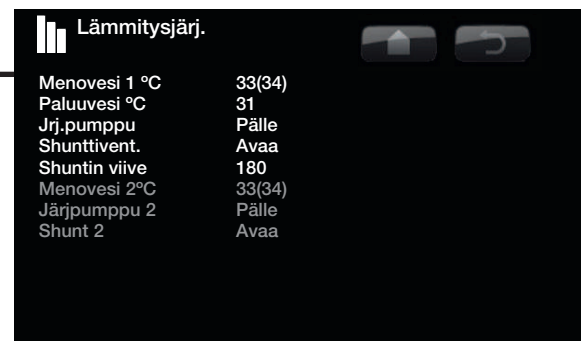 Lämmitysjärj.
Menovesi 1 ºC 33(34)
Paluuvesi ºC 31
Jrj.pumppu Pälle
Shunttivent. Avaa
Shuntin viive 180
Menovesi 2ºC 33(34)
Järjpumppu 2 Pälle
Shunt 2 Avaa